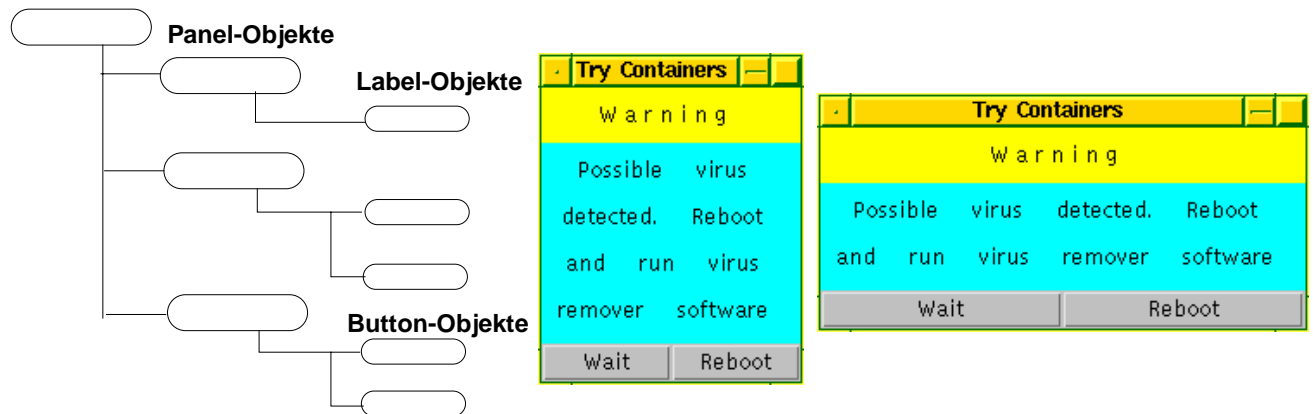 Panel-Objekte
Label-Objekte
Button-Objekte
Try Containers
Warning
Possible virus
detected. Reboot
and run virus
remover software
Wait Reboot
Try Containers
Warning
Possible virus detected. Reboot
and run virus remover software
Wait Reboot